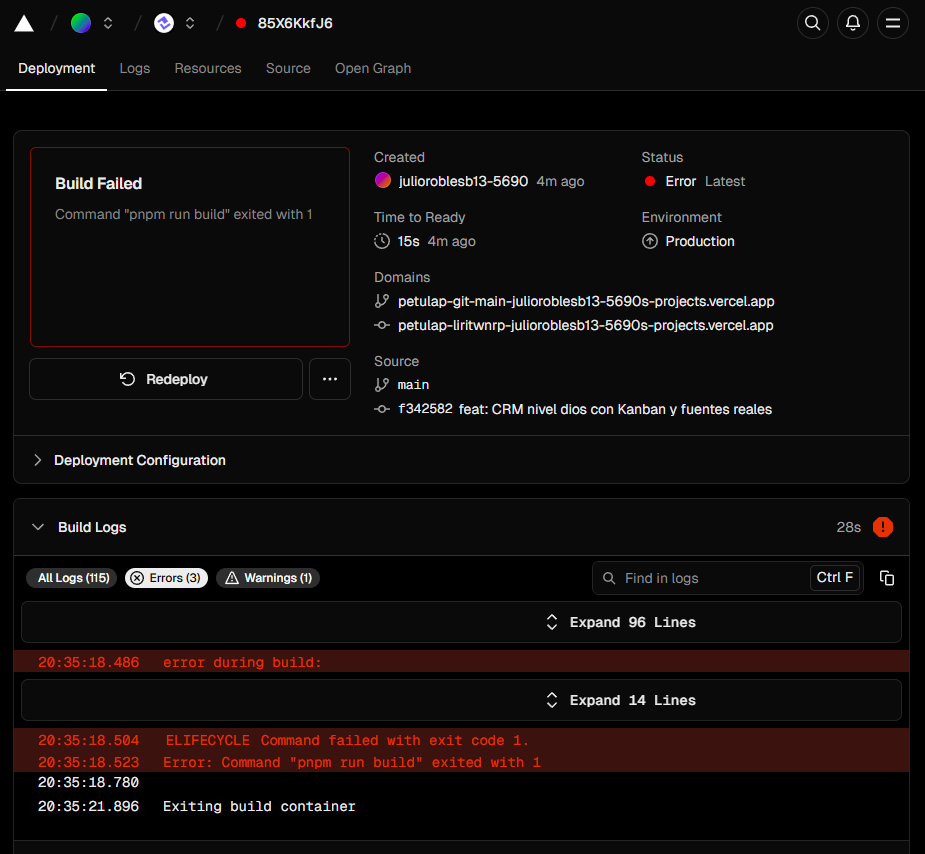 85X6KkfJ6
Deployment Logs Resources Source Open Graph
Build Failed
Command "pnpm run build" exited with 1
Redeploy
Created
julioroblesb13-5690 4m ago
Status
Error Latest
Time to Ready
15s 4m ago
Environment
Production
Domains
petulap-git-main-julioroblesb13-5690s-projects.vercel.app
petulap-liritwnrp-julioroblesb13-5690s-projects.vercel.app
Source
main
f342582 feat: CRM nivel dios con Kanban y fuentes reales
Deployment Configuration
Build Logs 28s
All Logs (115) Errors (3) Warnings (1) Find in logs Ctrl F
Expand 96 Lines
20:35:18.486 error during build:
Expand 14 Lines
20:35:18.504 ELIFECYCLE Command failed with exit code 1.
20:35:18.523 Error: Command "pnpm run build" exited with 1
20:35:18.780
20:35:21.896 Exiting build container